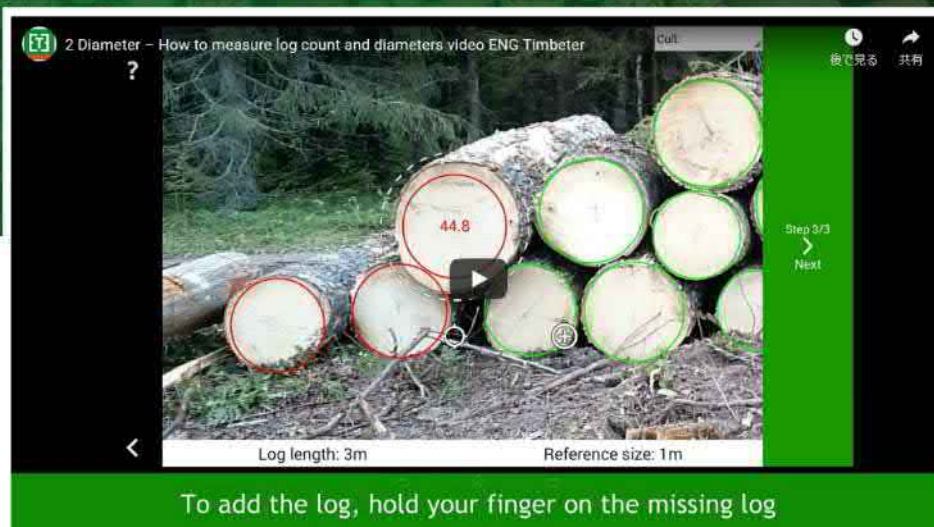 2 Diameter – How to measure log count and diameters video ENG Timbeter
Cull:
後で見る
共有
?
44.8
Step 3/3
Next
Log length: 3m
Reference size: 1m
To add the log, hold your finger on the missing log